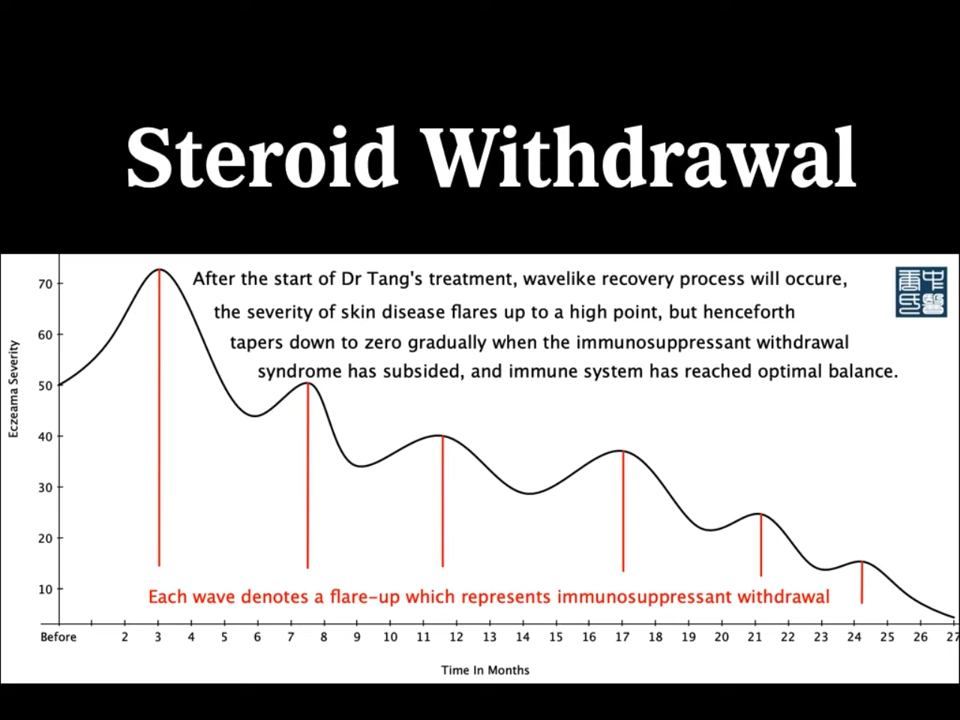 Steroid Withdrawal
After the start of Dr Tang's treatment, wavelike recovery process will occure,
the severity of skin disease flares up to a high point, but henceforth
tapers down to zero gradually when the immunosuppressant withdrawal
syndrome has subsided, and immune system has reached optimal balance.
唐氏中醫
Eczeama Severity
70
60
50
40
30
20
10
Each wave denotes a flare-up which represents immunosuppressant withdrawal
Before 2 3 4 5 6 7 8 9 10 11 12 13 14 15 16 17 18 19 20 21 22 23 24 25 26 27
Time In Months